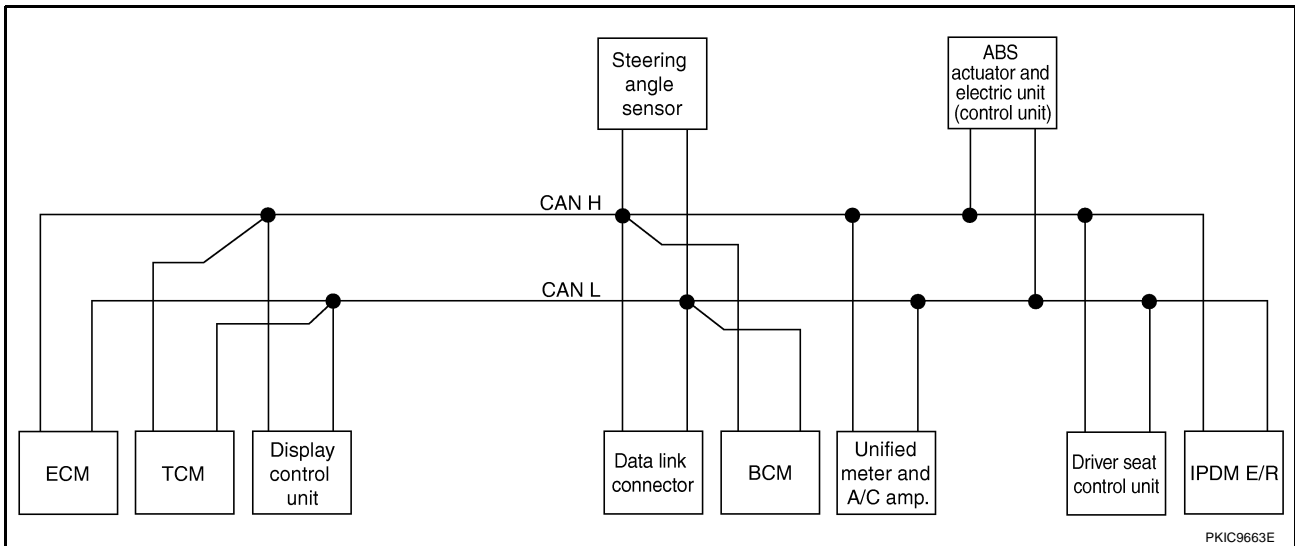 Steering
angle
sensor
ABS
actuator and
electric unit
(control unit)
CAN H
CAN L
ECM
TCM
Display
control
unit
Data link
connector
BCM
Unified
meter and
A/C amp.
Driver seat
control unit
IPDM E/R
PKIC9663E